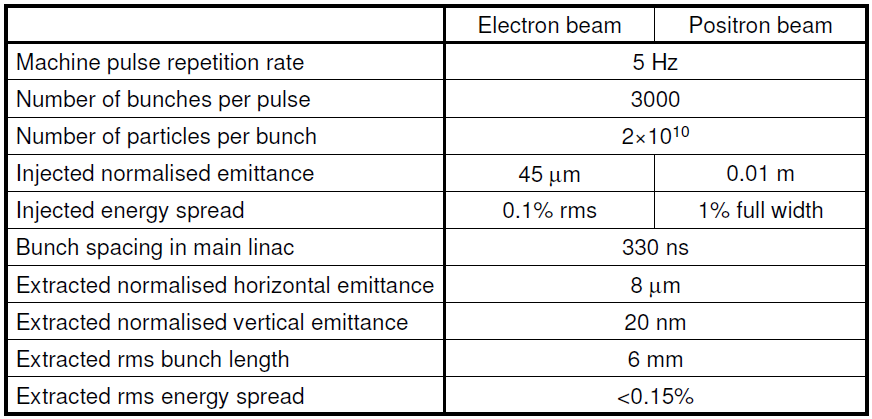 Electron beam Positron beam
Machine pulse repetition rate 5 Hz
Number of bunches per pulse 3000
Number of particles per bunch 2×10¹⁰
Injected normalised emittance 45 μm 0.01 m
Injected energy spread 0.1% rms 1% full width
Bunch spacing in main linac 330 ns
Extracted normalised horizontal emittance 8 μm
Extracted normalised vertical emittance 20 nm
Extracted rms bunch length 6 mm
Extracted rms energy spread <0.15%